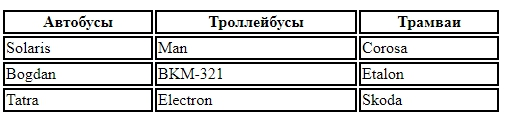 Автобусы Троллейбусы Трамваи
Solaris Man Corosa
Bogdan BKM-321 Etalon
Tatra Electron Skoda